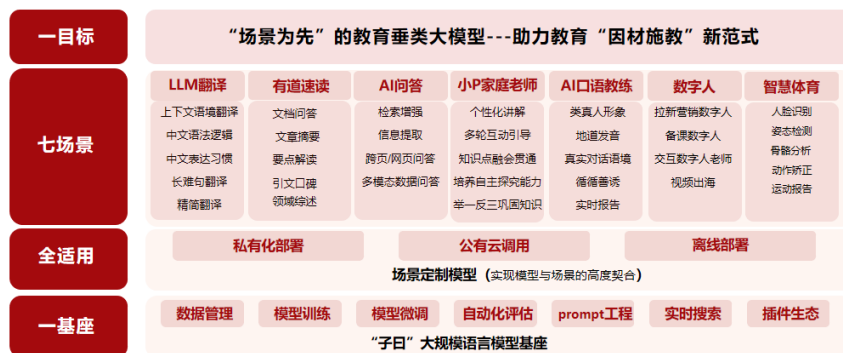 一目标
“场景为先”的教育垂类大模型---助力教育“因材施教”新范式
七场景
LLM翻译
上下文语境翻译
中文语法逻辑
中文表达习惯
长难句翻译
精简翻译
有道速读
文档问答
文章摘要
要点解读
引文口碑
领域综述
AI问答
检索增强
信息提取
跨页/网页问答
多模态数据问答
小P家庭老师
个性化讲解
多轮互动引导
知识点融会贯通
培养自主探究能力
举一反三巩固知识
AI口语教练
类真人形象
地道发音
真实对话语境
循循善诱
实时报告
数字人
拉新营销数字人
备课数字人
交互数字人老师
视频出海
智慧体育
人脸识别
姿态检测
骨骼分析
动作矫正
运动报告
全适用
私有化部署
公有云调用
离线部署
场景定制模型（实现模型与场景的高度契合）
一基座
数据管理
模型训练
模型微调
自动化评估
prompt工程
实时搜索
插件生态
“子曰”大规模语言模型基座